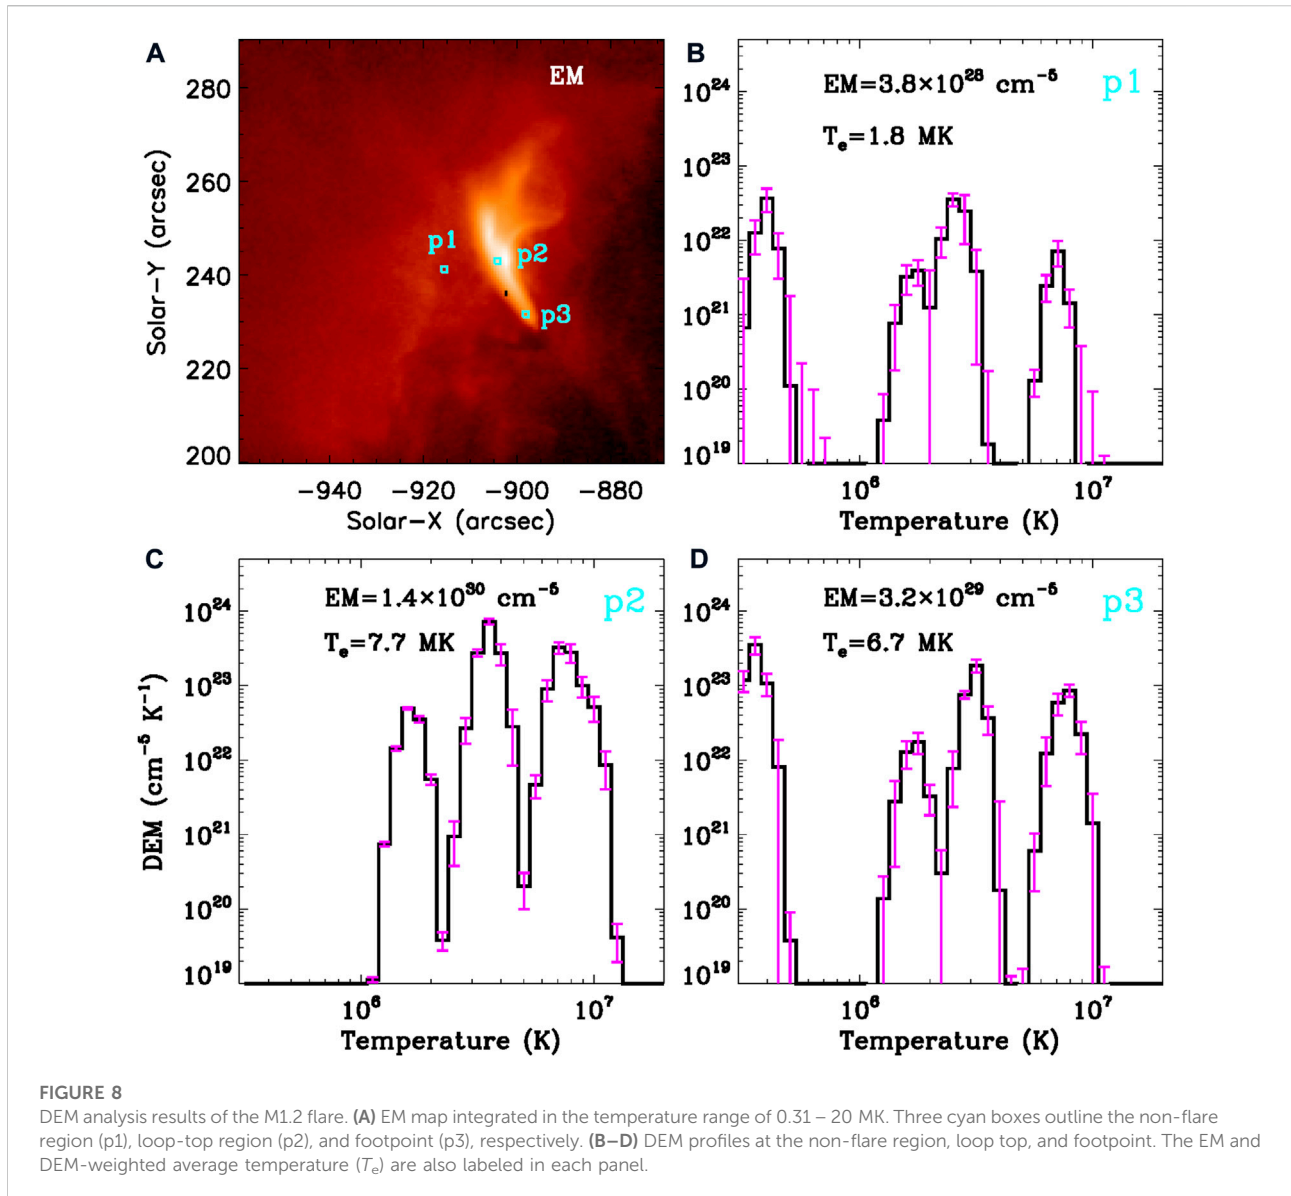 A
EM
280
260
240
220
200
p1
p2
p3
Solar-Y (arcsec)
-940 -920 -900 -880
Solar-X (arcsec)
B
EM=3.8×10²⁸ cm⁻⁵
p1
Tₑ=1.8 MK
10²⁴
10²³
10²²
10²¹
10²⁰
10¹⁹
10⁶ 10⁷
Temperature (K)
C
EM=1.4×10³⁰ cm⁻⁵
p2
Tₑ=7.7 MK
10²⁴
10²³
10²²
10²¹
10²⁰
10¹⁹
DEM (cm⁻⁵ K⁻¹)
10⁶ 10⁷
Temperature (K)
D
EM=3.2×10²⁹ cm⁻⁵
p3
Tₑ=6.7 MK
10²⁴
10²³
10²²
10²¹
10²⁰
10¹⁹
10⁶ 10⁷
Temperature (K)
FIGURE 8
DEM analysis results of the M1.2 flare. (A) EM map integrated in the temperature range of 0.31 – 20 MK. Three cyan boxes outline the non-flare
region (p1), loop-top region (p2), and footpoint (p3), respectively. (B–D) DEM profiles at the non-flare region, loop top, and footpoint. The EM and
DEM-weighted average temperature (Tₑ) are also labeled in each panel.